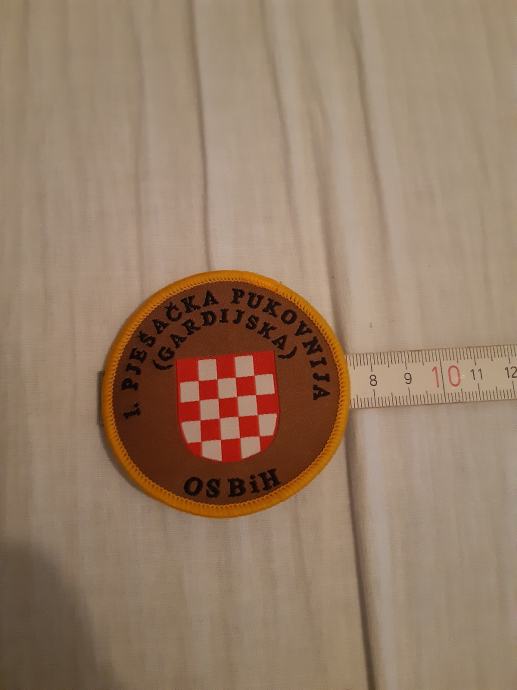 1. PJEŠAČKA PUKOVNIJA
(GARDIJSKA)
OS BiH
8 9 10 11 12